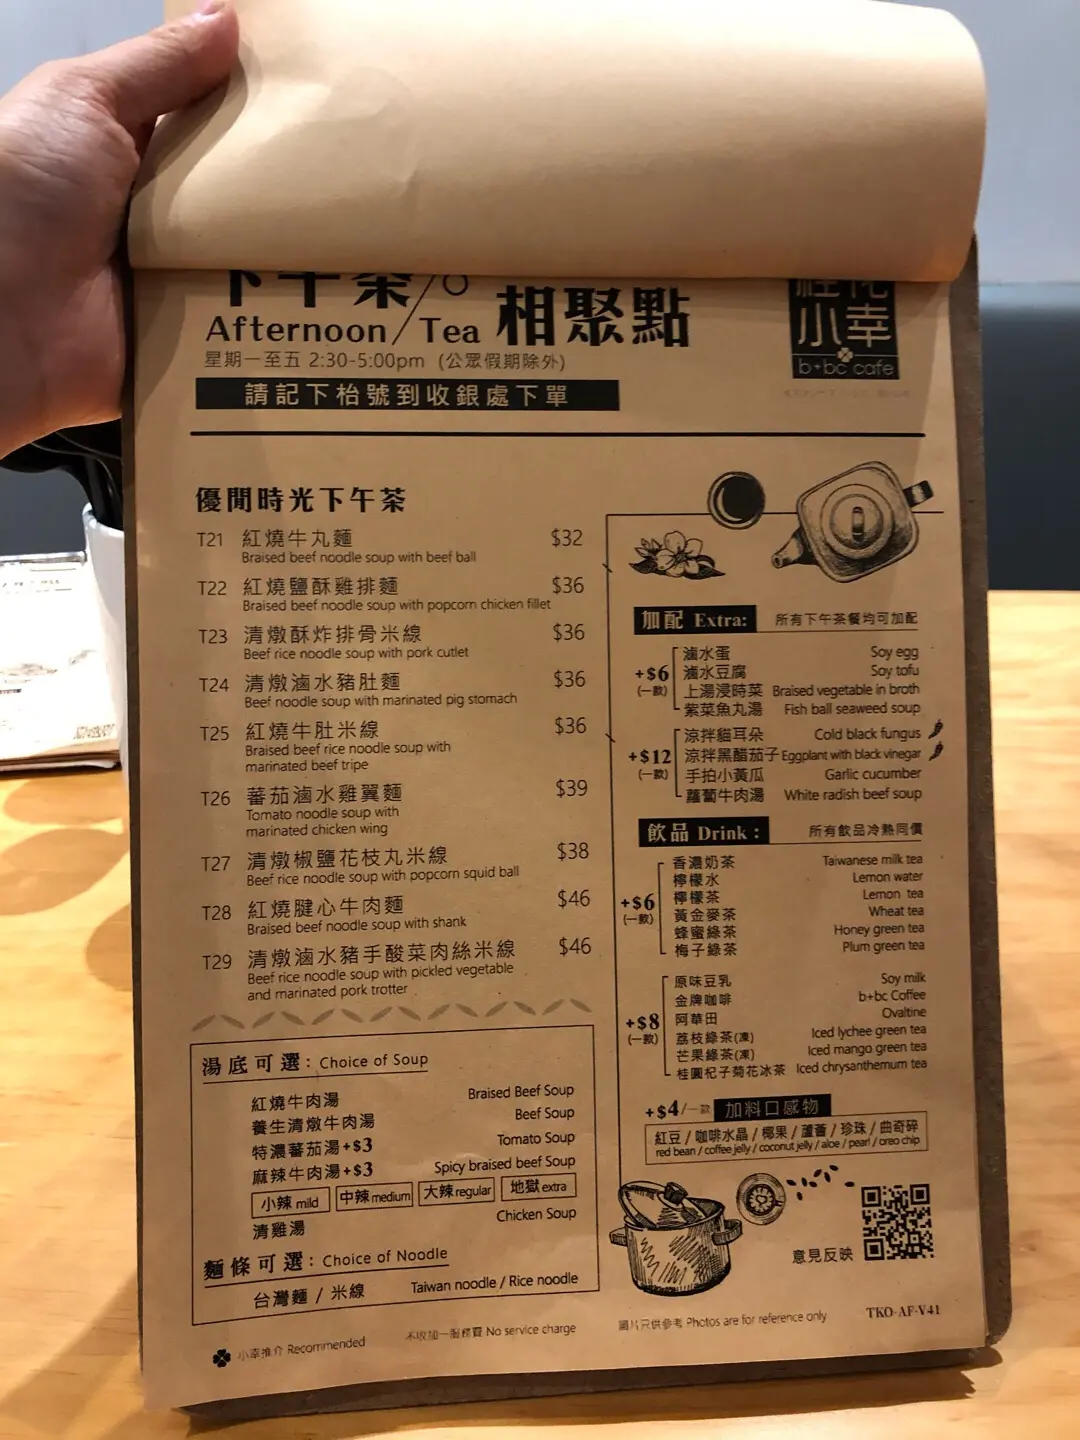 下午茶 相聚點
Afternoon / Tea
星期一至五 2:30-5:00pm (公眾假期除外)
請記下枱號到收銀處下單
小幸
b+bc cafe
優閒時光下午茶
T21 紅燒牛丸麵 $32
Braised beef noodle soup with beef ball
T22 紅燒鹽酥雞排麵 $36
Braised beef noodle soup with popcorn chicken fillet
T23 清燉酥炸排骨米線 $36
Beef rice noodle soup with pork cutlet
T24 清燉滷水豬肚麵 $36
Beef noodle soup with marinated pig stomach
T25 紅燒牛肚米線 $36
Braised beef rice noodle soup with
marinated beef tripe
T26 蕃茄滷水雞翼麵 $39
Tomato noodle soup with
marinated chicken wing
T27 清燉椒鹽花枝丸米線 $38
Beef rice noodle soup with popcorn squid ball
T28 紅燒腱心牛肉麵 $46
Braised beef noodle soup with shank
T29 清燉滷水豬手酸菜肉絲米線 $46
Beef rice noodle soup with pickled vegetable
and marinated pork trotter
湯底可選: Choice of Soup
紅燒牛肉湯 Braised Beef Soup
養生清燉牛肉湯 Beef Soup
特濃蕃茄湯+$3 Tomato Soup
麻辣牛肉湯+$3 Spicy braised beef Soup
小辣 mild 中辣 medium 大辣 regular 地獄 extra
清雞湯 Chicken Soup
麵條可選: Choice of Noodle
台灣麵 / 米線 Taiwan noodle / Rice noodle
加配 Extra: 所有下午茶餐均可加配
+$6 (一款)
滷水蛋 Soy egg
滷水豆腐 Soy tofu
上湯浸時菜 Braised vegetable in broth
紫菜魚丸湯 Fish ball seaweed soup
+$12 (一款)
涼拌貓耳朵 Cold black fungus
涼拌黑醋茄子 Eggplant with black vinegar
手拍小黃瓜 Garlic cucumber
蘿蔔牛肉湯 White radish beef soup
飲品 Drink: 所有飲品冷熱同價
+$6 (一款)
香濃奶茶 Taiwanese milk tea
檸檬水 Lemon water
檸檬茶 Lemon tea
黃金麥茶 Wheat tea
蜂蜜綠茶 Honey green tea
梅子綠茶 Plum green tea
+$8 (一款)
原味豆乳 Soy milk
金牌咖啡 b+bc Coffee
阿華田 Ovaltine
荔枝綠茶(凍) Iced lychee green tea
芒果綠茶(凍) Iced mango green tea
桂圓杞子菊花冰茶 Iced chrysanthemum tea
+$4/一款 加料口感物
紅豆 / 咖啡水晶 / 椰果 / 蘆薈 / 珍珠 / 曲奇碎
red bean / coffee jelly / coconut jelly / aloe / pearl / oreo chip
意見反映
小幸推介 Recommended
不收加一服務費 No service charge
圖片只供參考 Photos are for reference only
TKO-AF-V41